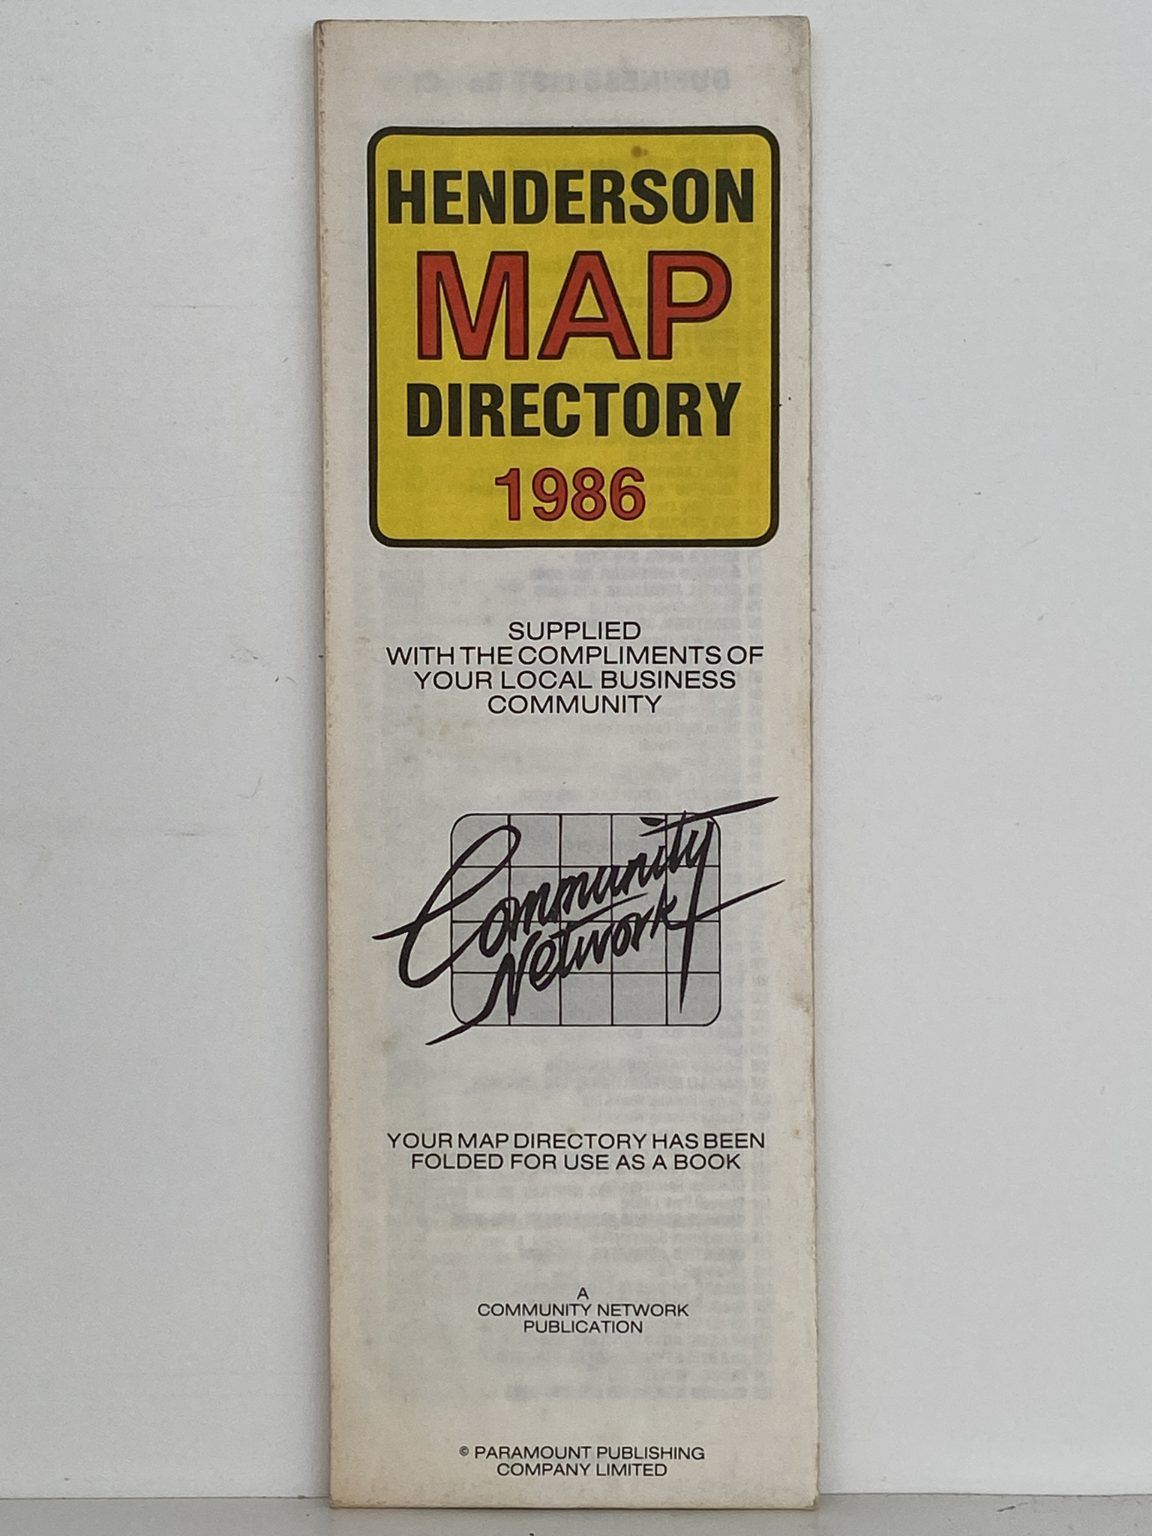 HENDERSON
MAP
DIRECTORY
1986
SUPPLIED
WITH THE COMPLIMENTS OF
YOUR LOCAL BUSINESS
COMMUNITY
Community
Network
YOUR MAP DIRECTORY HAS BEEN
FOLDED FOR USE AS A BOOK
A
COMMUNITY NETWORK
PUBLICATION
© PARAMOUNT PUBLISHING
COMPANY LIMITED